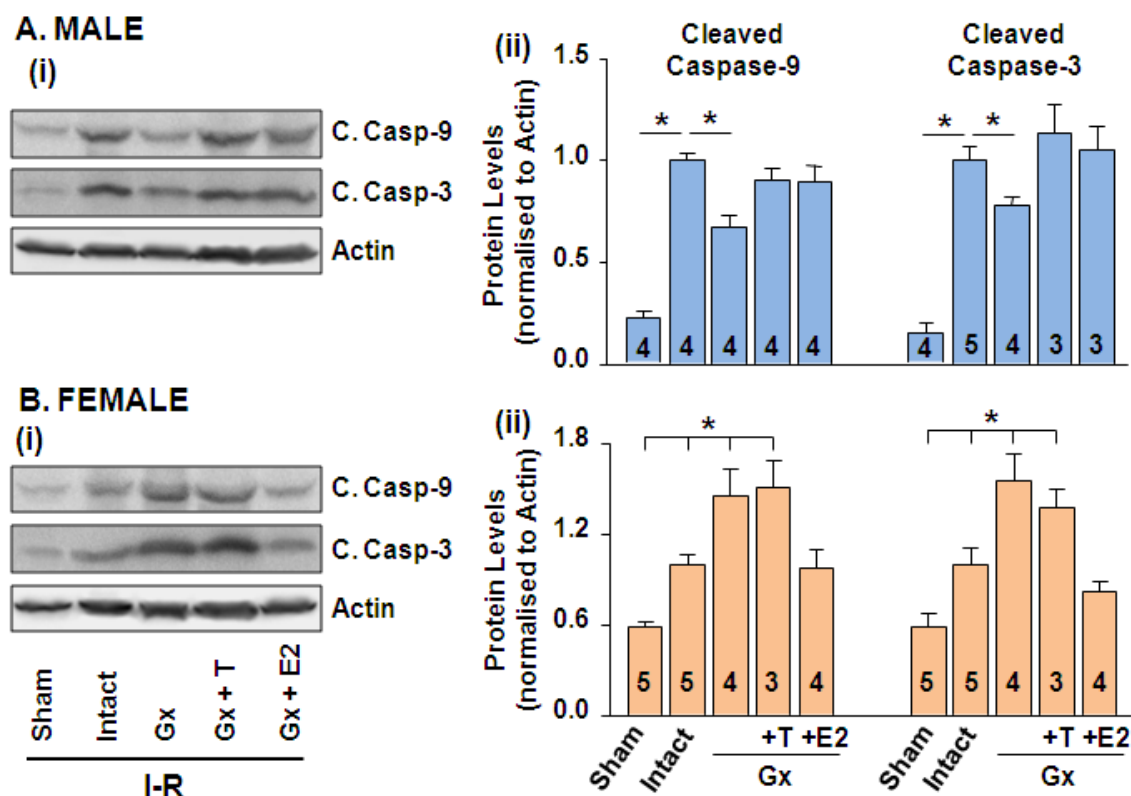 A. MALE
(i)
C. Casp-9
C. Casp-3
Actin
(ii)
Cleaved
Caspase-9
Cleaved
Caspase-3
Protein Levels
(normalised to Actin)
1.5
1.0
0.5
0.0
* * * *
4 4 4 4 4 4 5 4 3 3
B. FEMALE
(i)
C. Casp-9
C. Casp-3
Actin
Sham
Intact
Gx
Gx + T
Gx + E2
I-R
(ii)
Protein Levels
(normalised to Actin)
1.8
1.2
0.6
0.0
* *
5 5 4 3 4 5 5 4 3 4
Sham
Intact
+T +E2
Gx
Sham
Intact
+T +E2
Gx